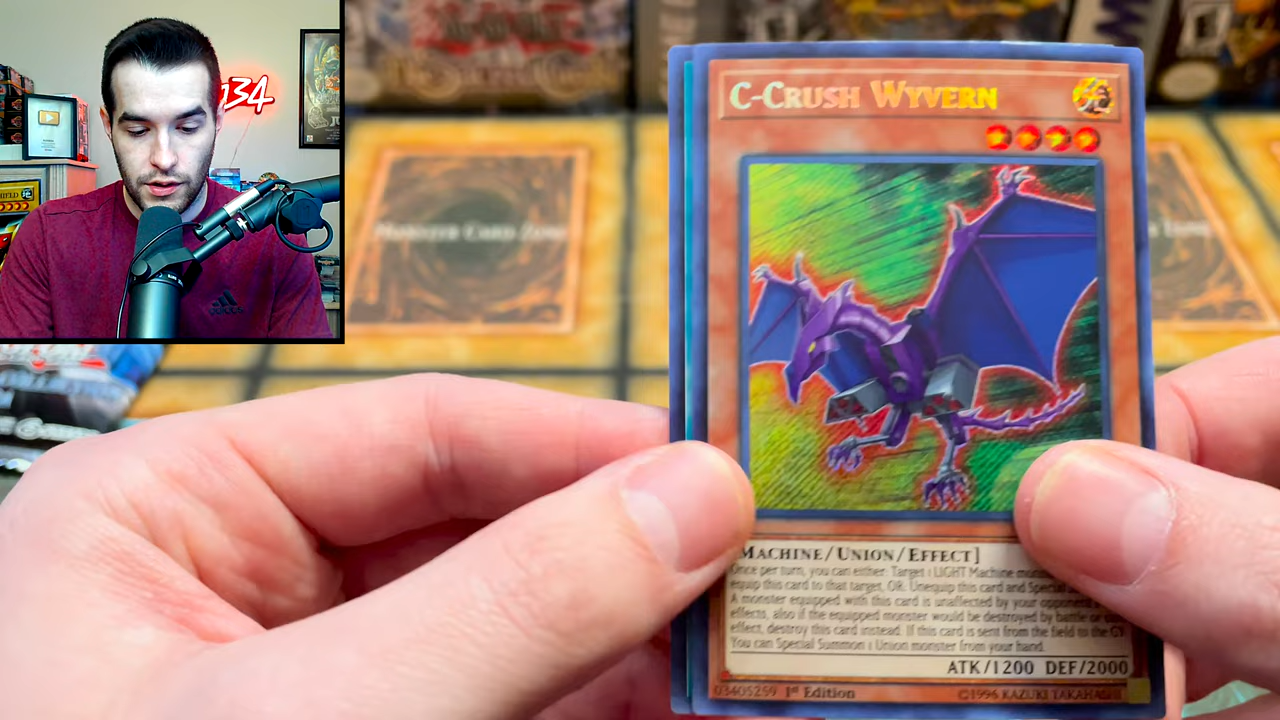 134
C-CRUSH WYVERN
MONSTER CARD ZONE
MACHINE/UNION/EFFECT]
Once per turn, you can either: Target 1 LIGHT Machine
equip this card to that target, OR: Unequip this card and Special
A monster equipped with this card is unaffected by your opponent
effects, also if the equipped monster would be destroyed by battle or
effect, destroy this card instead. If this card is sent from the field to the GY:
You can Special Summon 1 Union monster from your hand.
ATK/1200 DEF/2000
03405259 1st Edition
©1996 KAZUKI TAKAHASHI